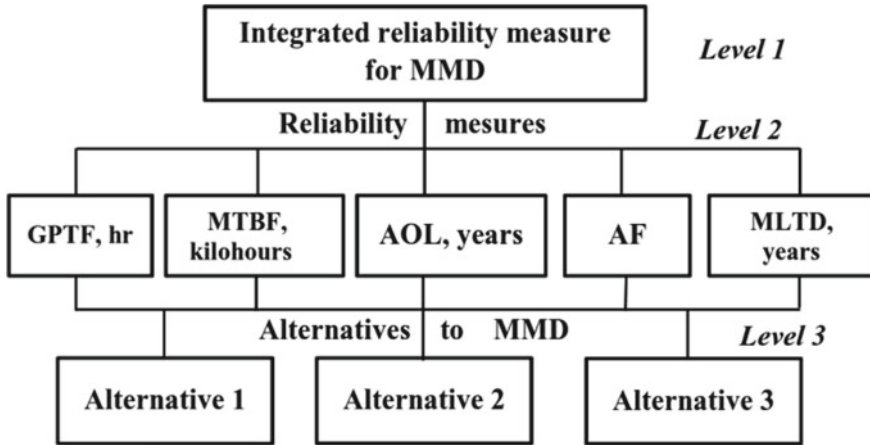 Integrated reliability measure
for MMD
Level 1
Reliability mesures
Level 2
GPTF, hr
MTBF,
kilohours
AOL, years
AF
MLTD,
years
Alternatives to MMD
Level 3
Alternative 1
Alternative 2
Alternative 3